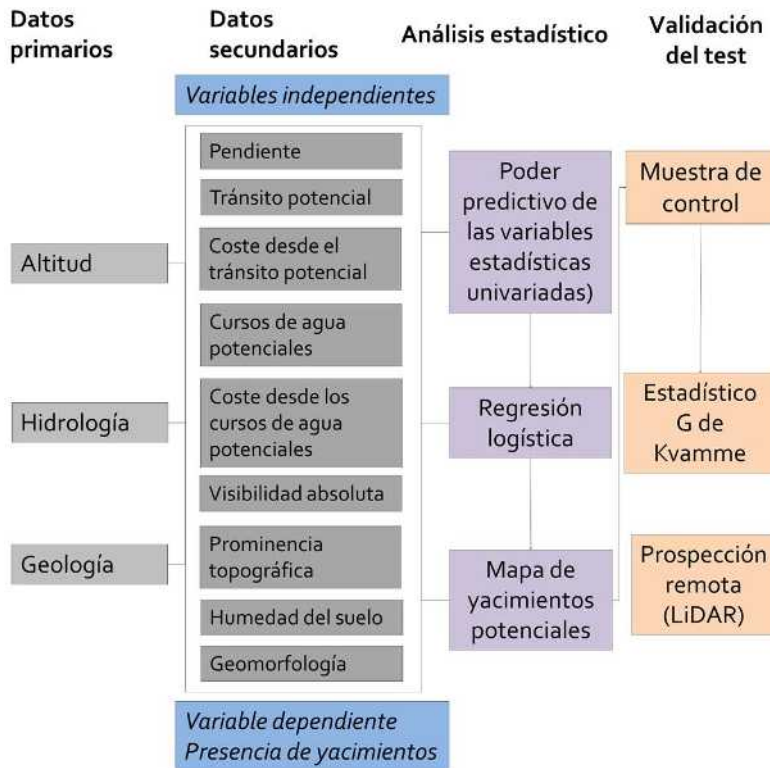 Datos
primarios
Datos
secundarios
Análisis estadístico
Validación
del test
Variables independientes
Altitud
Hidrología
Geología
Pendiente
Tránsito potencial
Coste desde el
tránsito potencial
Cursos de agua
potenciales
Coste desde los
cursos de agua
potenciales
Visibilidad absoluta
Prominencia
topográfica
Humedad del suelo
Geomorfología
Variable dependiente
Presencia de yacimientos
Poder
predictivo de
las variables
estadísticas
univariadas)
Regresión
logística
Mapa de
yacimientos
potenciales
Muestra de
control
Estadístico
G de
Kvamme
Prospección
remota
(LiDAR)